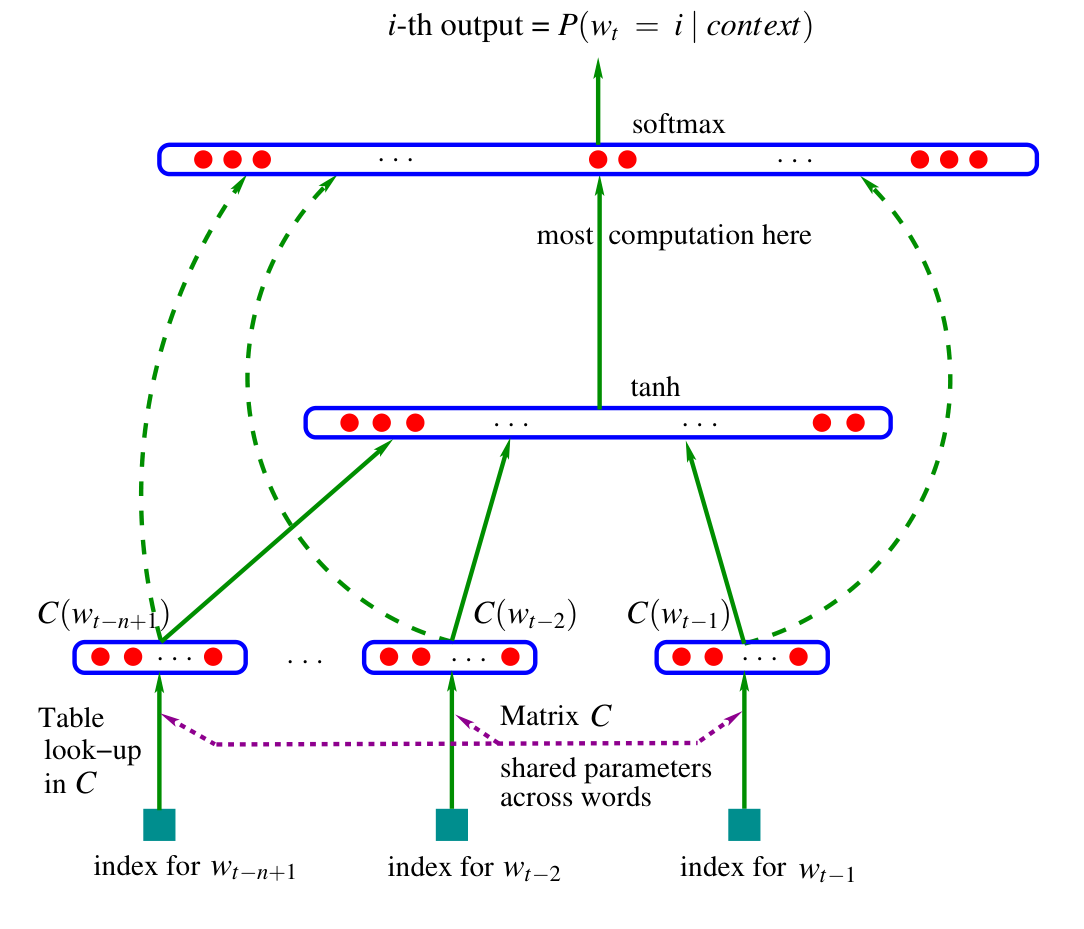 i-th output = P(w_t = i | context)
softmax
. . .
. . .
most computation here
tanh
. . .
. . .
C(w_{t−n+1})
C(w_{t−2})
C(w_{t−1})
. . .
. . .
. . .
. . .
Table
look−up
in C
Matrix C
shared parameters
across words
index for w_{t−n+1}
index for w_{t−2}
index for w_{t−1}